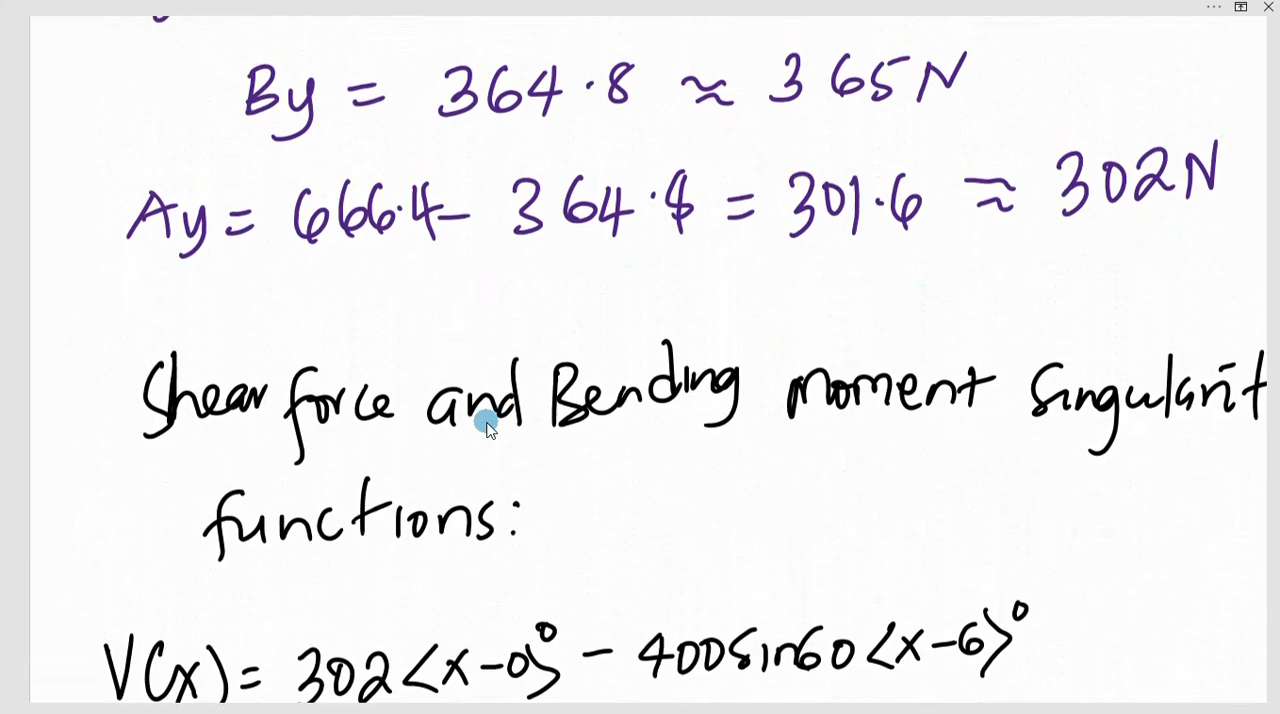 By = 364.8 ≈ 365N
Ay = 666.4 - 364.8 = 301.6 ≈ 302N
Shear force and Bending moment Singularit
functions:
V(x) = 302<x-0>⁰ - 400sin60<x-6>⁰